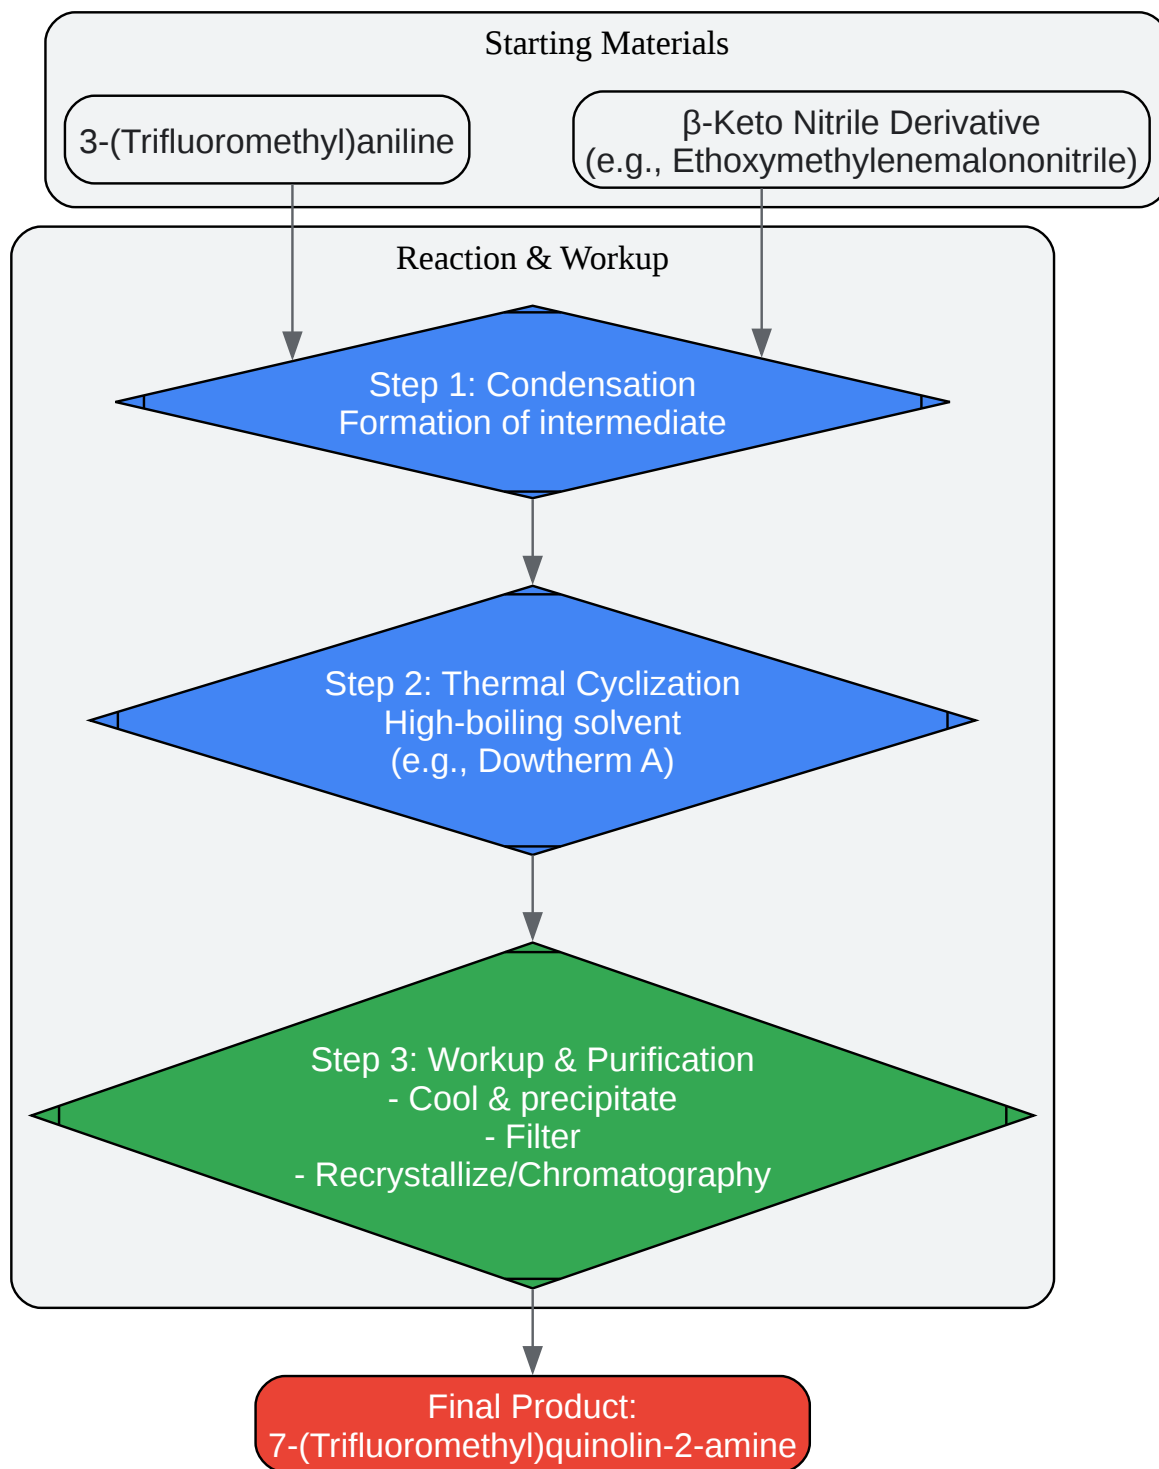 Starting Materials
3-(Trifluoromethyl)aniline
β-Keto Nitrile Derivative
(e.g., Ethoxymethylenemalononitrile)
Reaction & Workup
Step 1: Condensation
Formation of intermediate
Step 2: Thermal Cyclization
High-boiling solvent
(e.g., Dowtherm A)
Step 3: Workup & Purification
- Cool & precipitate
- Filter
- Recrystallize/Chromatography
Final Product:
7-(Trifluoromethyl)quinolin-2-amine